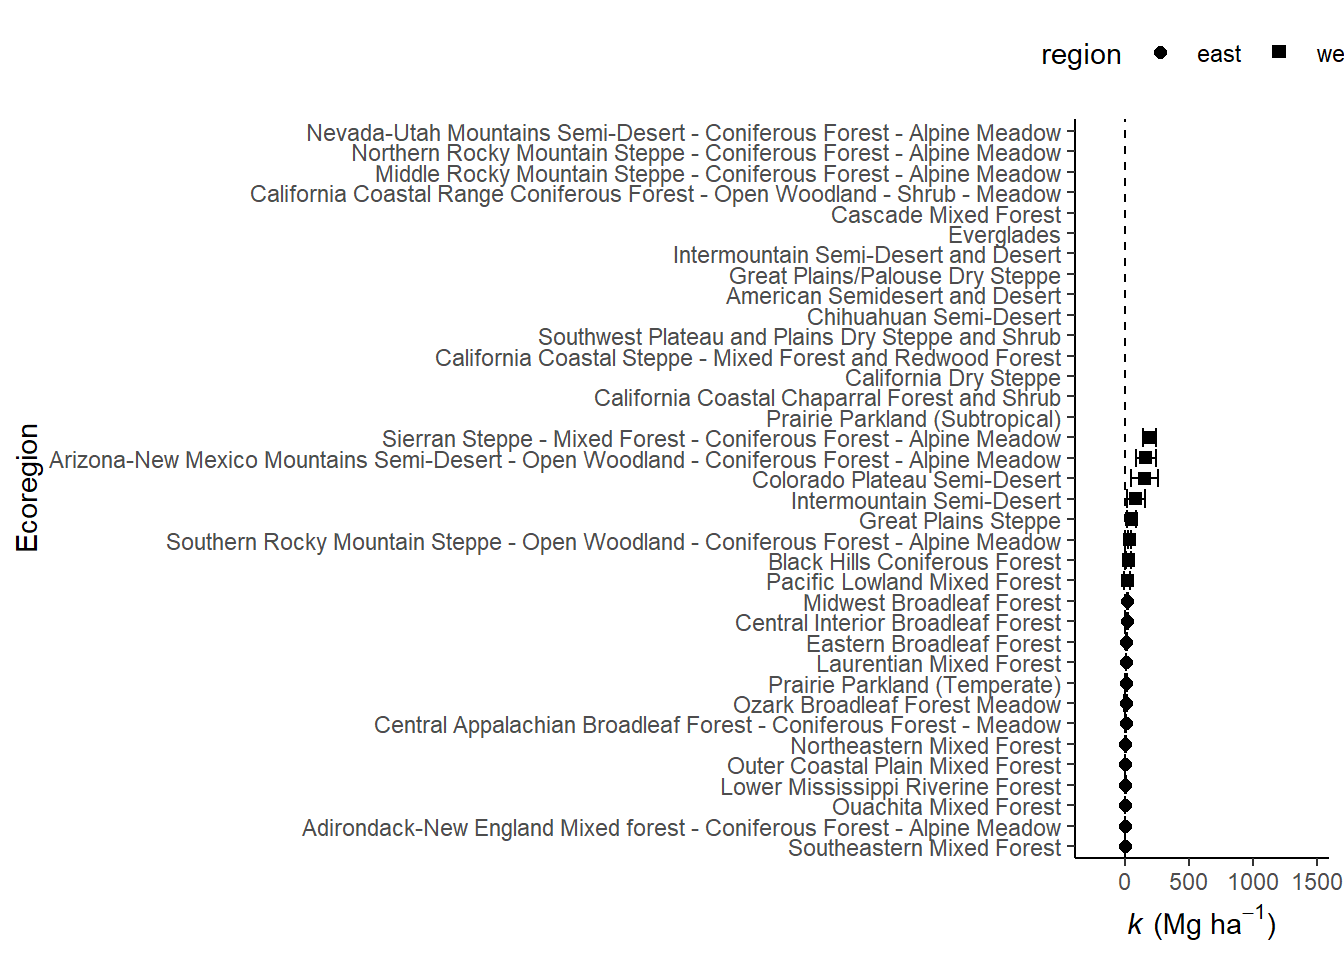 region east we
Nevada-Utah Mountains Semi-Desert - Coniferous Forest - Alpine Meadow
Northern Rocky Mountain Steppe - Coniferous Forest - Alpine Meadow
Middle Rocky Mountain Steppe - Coniferous Forest - Alpine Meadow
California Coastal Range Coniferous Forest - Open Woodland - Shrub - Meadow
Cascade Mixed Forest
Everglades
Intermountain Semi-Desert and Desert
Great Plains/Palouse Dry Steppe
American Semidesert and Desert
Chihuahuan Semi-Desert
Southwest Plateau and Plains Dry Steppe and Shrub
California Coastal Steppe - Mixed Forest and Redwood Forest
California Dry Steppe
California Coastal Chaparral Forest and Shrub
Prairie Parkland (Subtropical)
Sierran Steppe - Mixed Forest - Coniferous Forest - Alpine Meadow
Arizona-New Mexico Mountains Semi-Desert - Open Woodland - Coniferous Forest - Alpine Meadow
Colorado Plateau Semi-Desert
Intermountain Semi-Desert
Great Plains Steppe
Southern Rocky Mountain Steppe - Open Woodland - Coniferous Forest - Alpine Meadow
Black Hills Coniferous Forest
Pacific Lowland Mixed Forest
Midwest Broadleaf Forest
Central Interior Broadleaf Forest
Eastern Broadleaf Forest
Laurentian Mixed Forest
Prairie Parkland (Temperate)
Ozark Broadleaf Forest Meadow
Central Appalachian Broadleaf Forest - Coniferous Forest - Meadow
Northeastern Mixed Forest
Outer Coastal Plain Mixed Forest
Lower Mississippi Riverine Forest
Ouachita Mixed Forest
Adirondack-New England Mixed forest - Coniferous Forest - Alpine Meadow
Southeastern Mixed Forest
Ecoregion
0 500 1000 1500
k (Mg ha⁻¹)